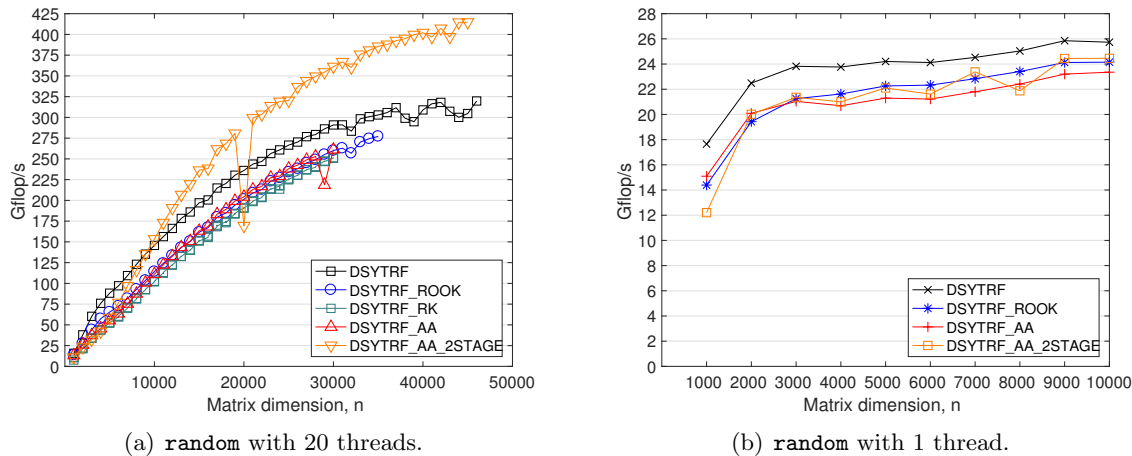 425
400
375
350
325
300
275
250
225
200
175
150
125
100
75
50
25
0
Gflop/s
10000 20000 30000 40000 50000
Matrix dimension, n
DSYTRF
DSYTRF_ROOK
DSYTRF_RK
DSYTRF_AA
DSYTRF_AA_2STAGE
(a) random with 20 threads.
28
26
24
22
20
18
16
14
12
10
8
6
4
2
0
Gflop/s
1000 2000 3000 4000 5000 6000 7000 8000 9000 10000
Matrix dimension, n
DSYTRF
DSYTRF_ROOK
DSYTRF_AA
DSYTRF_AA_2STAGE
(b) random with 1 thread.